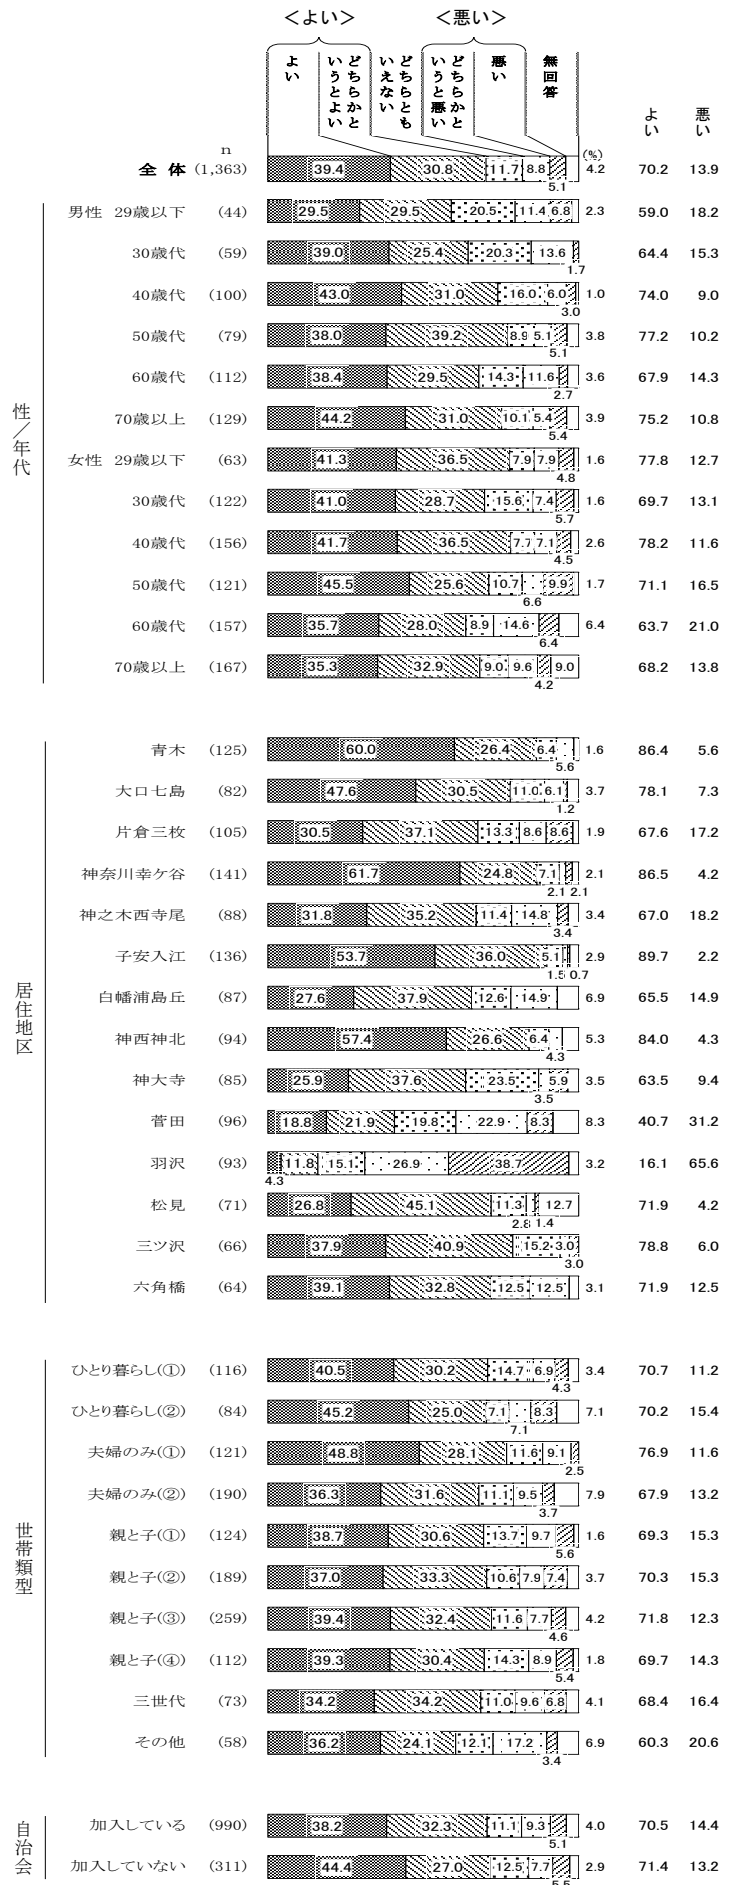 ＜よい＞ ＜悪い＞
よい
どちらかというとよい
どちらともいえない
どちらかというと悪い
悪い
無回答
よい 悪い
n (%)
全体 (1,363) 39.4 30.8 11.7 8.8 5.1 4.2 70.2 13.9
性／年代
男性 29歳以下 (44) 29.5 29.5 20.5 11.4 6.8 2.3 59.0 18.2
30歳代 (59) 39.0 25.4 20.3 13.6 1.7 64.4 15.3
40歳代 (100) 43.0 31.0 16.0 6.0 3.0 1.0 74.0 9.0
50歳代 (79) 38.0 39.2 8.9 5.1 5.1 3.8 77.2 10.2
60歳代 (112) 38.4 29.5 14.3 11.6 2.7 3.6 67.9 14.3
70歳以上 (129) 44.2 31.0 10.1 5.4 5.4 3.9 75.2 10.8
女性 29歳以下 (63) 41.3 36.5 7.9 7.9 4.8 1.6 77.8 12.7
30歳代 (122) 41.0 28.7 15.6 7.4 5.7 1.6 69.7 13.1
40歳代 (156) 41.7 36.5 7.7 7.1 4.5 2.6 78.2 11.6
50歳代 (121) 45.5 25.6 10.7 6.6 9.9 1.7 71.1 16.5
60歳代 (157) 35.7 28.0 8.9 14.6 6.4 6.4 63.7 21.0
70歳以上 (167) 35.3 32.9 9.0 9.6 4.2 9.0 68.2 13.8
居住地区
青木 (125) 60.0 26.4 6.4 5.6 1.6 86.4 5.6
大口七島 (82) 47.6 30.5 11.0 6.1 1.2 3.7 78.1 7.3
片倉三枚 (105) 30.5 37.1 13.3 8.6 8.6 1.9 67.6 17.2
神奈川幸ケ谷 (141) 61.7 24.8 7.1 2.1 2.1 2.1 86.5 4.2
神之木西寺尾 (88) 31.8 35.2 11.4 14.8 3.4 3.4 67.0 18.2
子安入江 (136) 53.7 36.0 5.1 1.5 0.7 2.9 89.7 2.2
白幡浦島丘 (87) 27.6 37.9 12.6 14.9 6.9 65.5 14.9
神西神北 (94) 57.4 26.6 6.4 4.3 5.3 84.0 4.3
神大寺 (85) 25.9 37.6 23.5 3.5 5.9 3.5 63.5 9.4
菅田 (96) 18.8 21.9 19.8 22.9 8.3 8.3 40.7 31.2
羽沢 (93) 4.3 11.8 15.1 26.9 38.7 3.2 16.1 65.6
松見 (71) 26.8 45.1 11.3 2.8 1.4 12.7 71.9 4.2
三ツ沢 (66) 37.9 40.9 15.2 3.0 3.0 78.8 6.0
六角橋 (64) 39.1 32.8 12.5 12.5 3.1 71.9 12.5
世帯類型
ひとり暮らし(①) (116) 40.5 30.2 14.7 6.9 4.3 3.4 70.7 11.2
ひとり暮らし(②) (84) 45.2 25.0 7.1 7.1 8.3 7.1 70.2 15.4
夫婦のみ(①) (121) 48.8 28.1 11.6 9.1 2.5 76.9 11.6
夫婦のみ(②) (190) 36.3 31.6 11.1 9.5 3.7 7.9 67.9 13.2
親と子(①) (124) 38.7 30.6 13.7 9.7 5.6 1.6 69.3 15.3
親と子(②) (189) 37.0 33.3 10.6 7.9 7.4 3.7 70.3 15.3
親と子(③) (259) 39.4 32.4 11.6 7.7 4.6 4.2 71.8 12.3
親と子(④) (112) 39.3 30.4 14.3 8.9 5.4 1.8 69.7 14.3
三世代 (73) 34.2 34.2 11.0 9.6 6.8 4.1 68.4 16.4
その他 (58) 36.2 24.1 12.1 17.2 3.4 6.9 60.3 20.6
自治会
加入している (990) 38.2 32.3 11.1 9.3 5.1 4.0 70.5 14.4
加入していない (311) 44.4 27.0 12.5 7.7 5.5 2.9 71.4 13.2